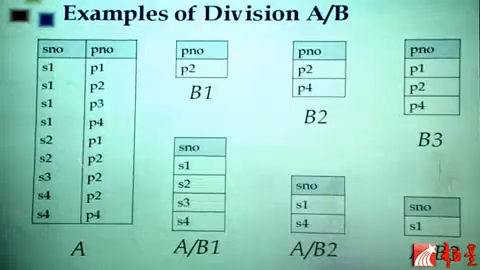 Examples of Division A/B
sno pno
s1 p1
s1 p2
s1 p3
s1 p4
s2 p1
s2 p2
s3 p2
s4 p2
s4 p4
A
pno
p2
B1
pno
p2
p4
B2
pno
p1
p2
p4
B3
sno
s1
s2
s3
s4
A/B1
sno
s1
s4
A/B2
sno
s1